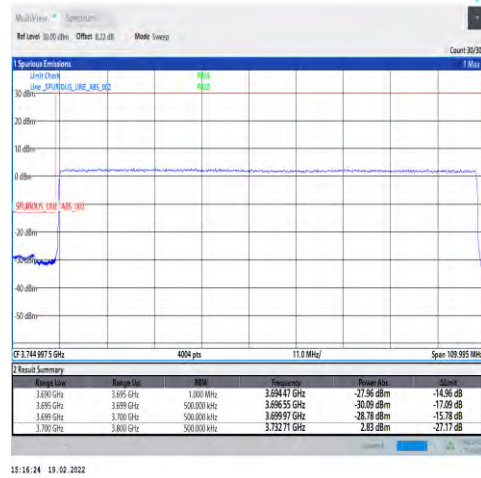 MultiView Spectrum
Ref Level 30.00 dBm Offset 8.22 dB Mode Sweep
Count 30/30
1 Spurious Emissions 1 Max
Limit Check PASS
Line _SPURIOUS_LINE_ABS_002 PASS
30 dBm
20 dBm
10 dBm
0 dBm
SPURIOUS_LINE_ABS_002
-20 dBm
-30 dBm
-40 dBm
-50 dBm
CF 3.744 997 5 GHz 4004 pts 11.0 MHz/ Span 109.995 MHz
2 Result Summary
Range Low Range Up RBW Frequency Power Abs ΔLimit
3.690 GHz 3.695 GHz 1.000 MHz 3.694 47 GHz -27.96 dBm -14.96 dB
3.695 GHz 3.699 GHz 500.000 kHz 3.696 55 GHz -30.09 dBm -17.09 dB
3.699 GHz 3.700 GHz 500.000 kHz 3.699 97 GHz -28.78 dBm -15.78 dB
3.700 GHz 3.800 GHz 500.000 kHz 3.732 71 GHz 2.83 dBm -27.17 dB
15:16:24 19.02.2022